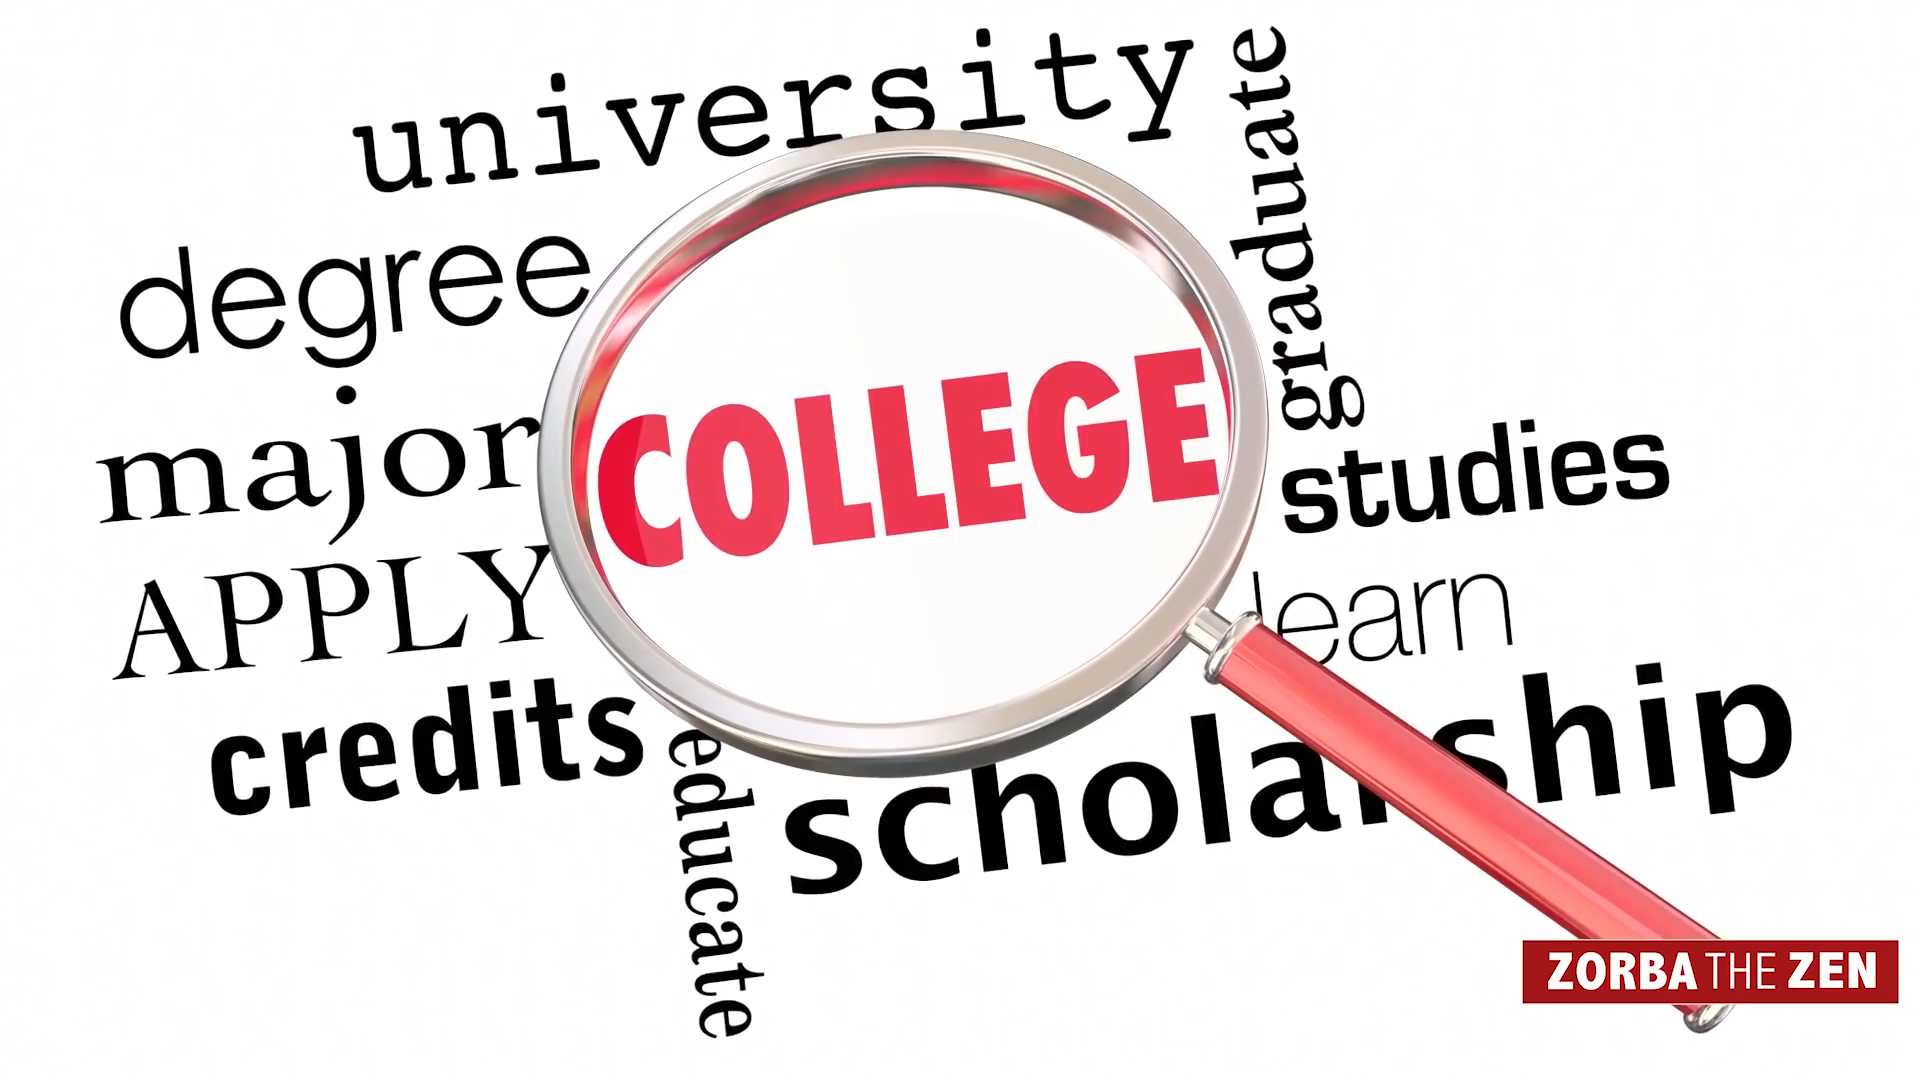 university
graduate
degree
COLLEGE
major
studies
APPLY
learn
credits
scholarship
educate
ZORBA THE ZEN